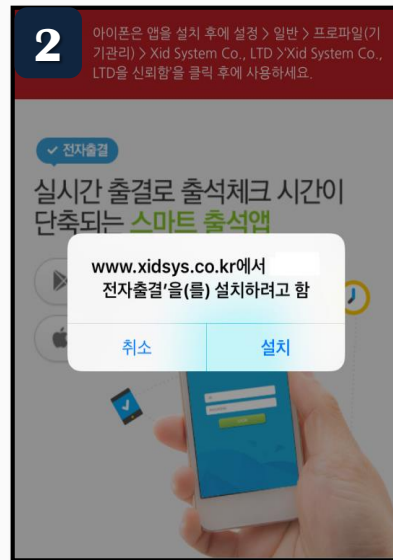 2
아이폰은 앱을 설치 후에 설정 > 일반 > 프로파일(기
기관리) > Xid System Co., LTD >'Xid System Co.,
LTD을 신뢰함'을 클릭 후에 사용하세요.
전자출결
실시간 출결로 출석체크 시간이
단축되는 스마트 출석앱
www.xidsys.co.kr에서
전자출결'을(를) 설치하려고 함
취소
설치